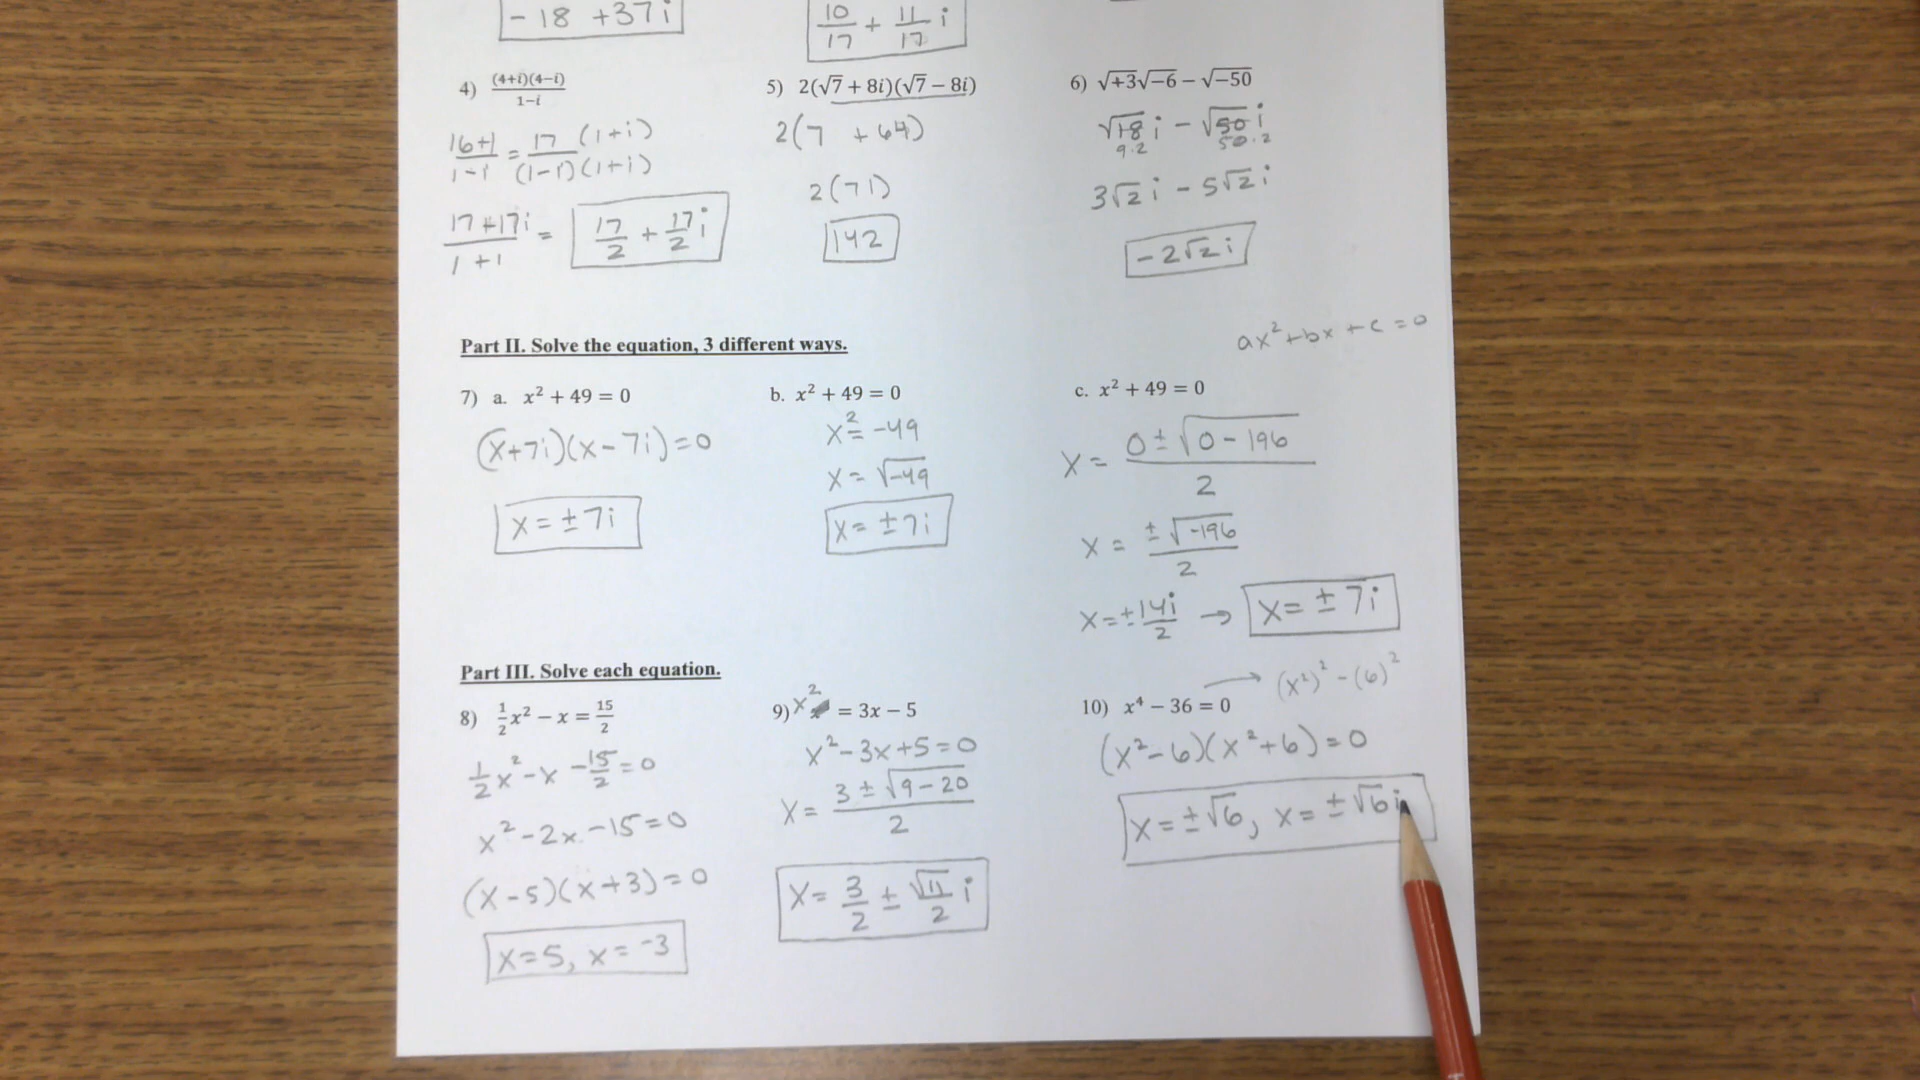 -18 +37i
10/17 + 11/17 i
4) (4+i)(4−i)/1−i
16+1/1-i = 17 (1+i)/(1-i)(1+i)
17+17i/1+1 = 17/2 + 17/2 i
5) 2(√7 + 8i)(√7 − 8i)
2(7 + 64)
2(71)
142
6) √+3√−6 − √−50
√18 i - √50 i
9·2 50·2
3√2 i - 5√2 i
-2√2 i
Part II. Solve the equation, 3 different ways.
ax²+bx+c=0
7) a. x² + 49 = 0
(x+7i)(x-7i)=0
x=±7i
b. x² + 49 = 0
x²=-49
x=√-49
x=±7i
c. x² + 49 = 0
x= 0±√0-196/2
x= ±√-196/2
x=±14i/2 → x=±7i
Part III. Solve each equation.
8) 1/2 x² − x = 15/2
1/2 x²-x-15/2=0
x²-2x-15=0
(x-5)(x+3)=0
x=5, x=-3
9) x² = 3x − 5
x²-3x+5=0
x= 3±√9-20/2
x= 3/2 ± √11/2 i
10) x⁴ − 36 = 0 → (x²)²-(6)²
(x²-6)(x²+6)=0
x=±√6, x=±√6i